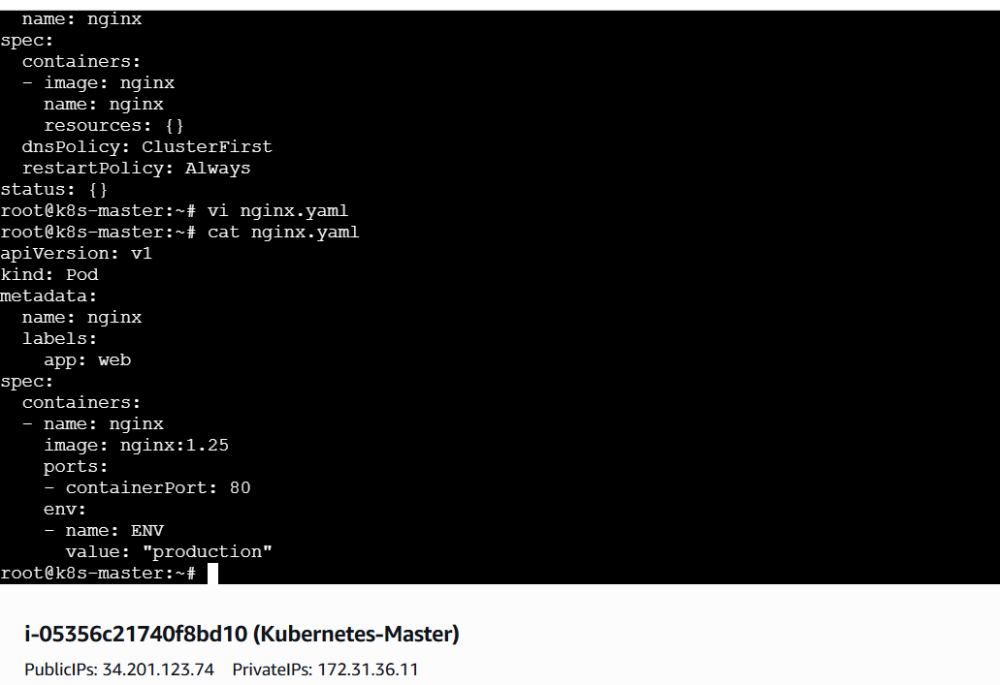 name: nginx
spec:
  containers:
  - image: nginx
    name: nginx
    resources: {}
  dnsPolicy: ClusterFirst
  restartPolicy: Always
status: {}
root@k8s-master:~# vi nginx.yaml
root@k8s-master:~# cat nginx.yaml
apiVersion: v1
kind: Pod
metadata:
  name: nginx
  labels:
    app: web
spec:
  containers:
  - name: nginx
    image: nginx:1.25
    ports:
    - containerPort: 80
    env:
    - name: ENV
      value: "production"
root@k8s-master:~#
i-05356c21740f8bd10 (Kubernetes-Master)
PublicIPs: 34.201.123.74 PrivateIPs: 172.31.36.11